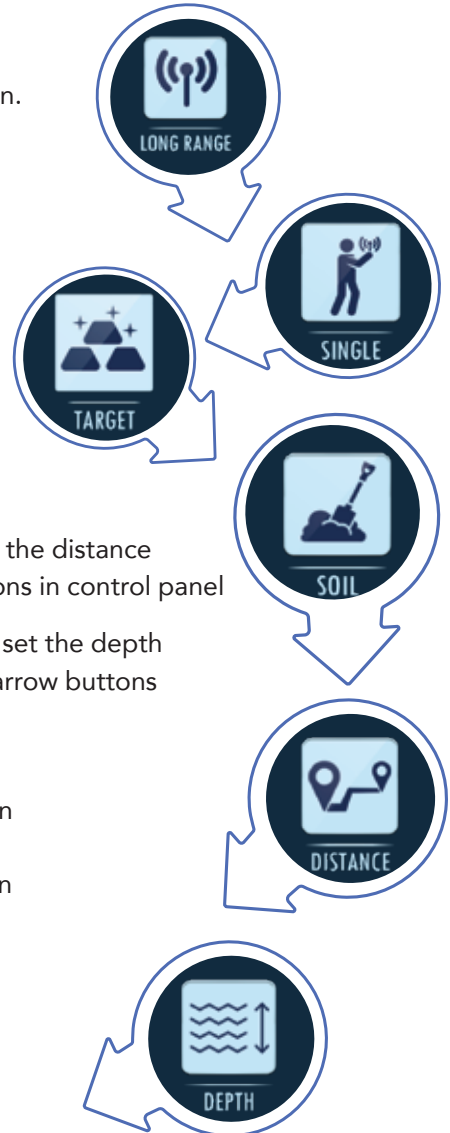 n.
LONG RANGE
SINGLE
TARGET
SOIL
the distance
ons in control panel
set the depth
arrow buttons
DISTANCE
n
n
DEPTH